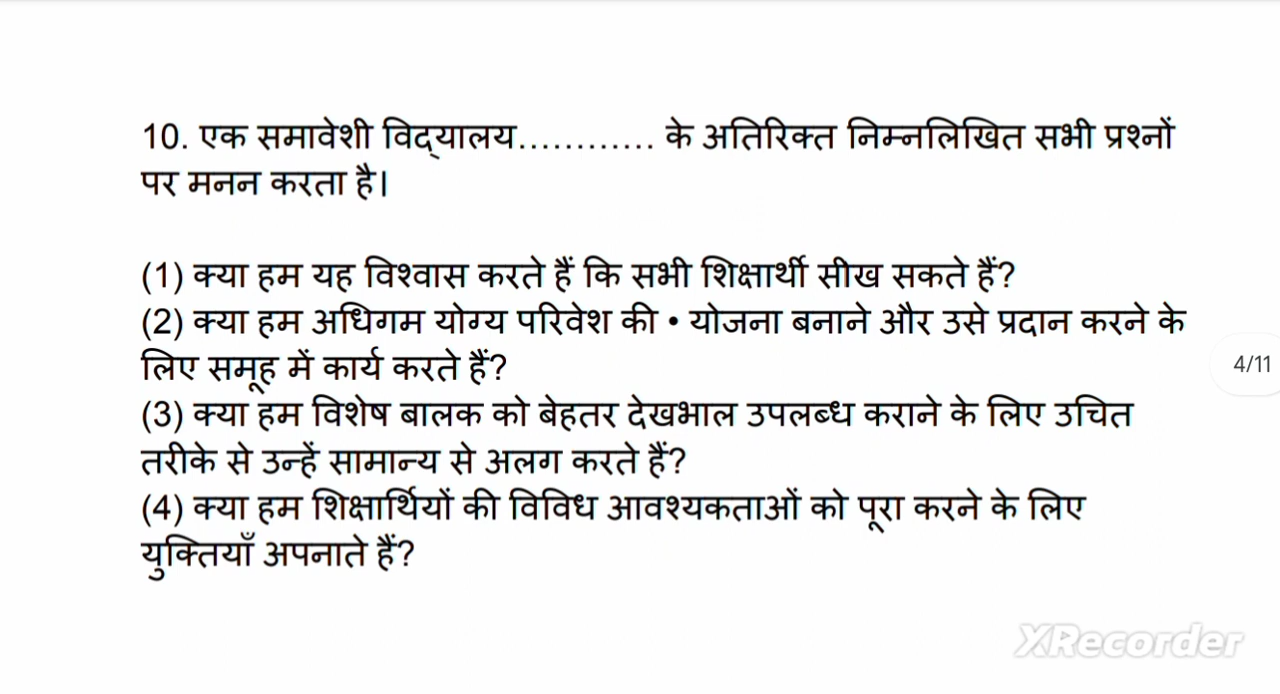 10. एक समावेशी विद्यालय............ के अतिरिक्त निम्नलिखित सभी प्रश्नों
पर मनन करता है।
(1) क्या हम यह विश्वास करते हैं कि सभी शिक्षार्थी सीख सकते हैं?
(2) क्या हम अधिगम योग्य परिवेश की • योजना बनाने और उसे प्रदान करने के
लिए समूह में कार्य करते हैं?
(3) क्या हम विशेष बालक को बेहतर देखभाल उपलब्ध कराने के लिए उचित
तरीके से उन्हें सामान्य से अलग करते हैं?
(4) क्या हम शिक्षार्थियों की विविध आवश्यकताओं को पूरा करने के लिए
युक्तियाँ अपनाते हैं?
4/11
XRecorder